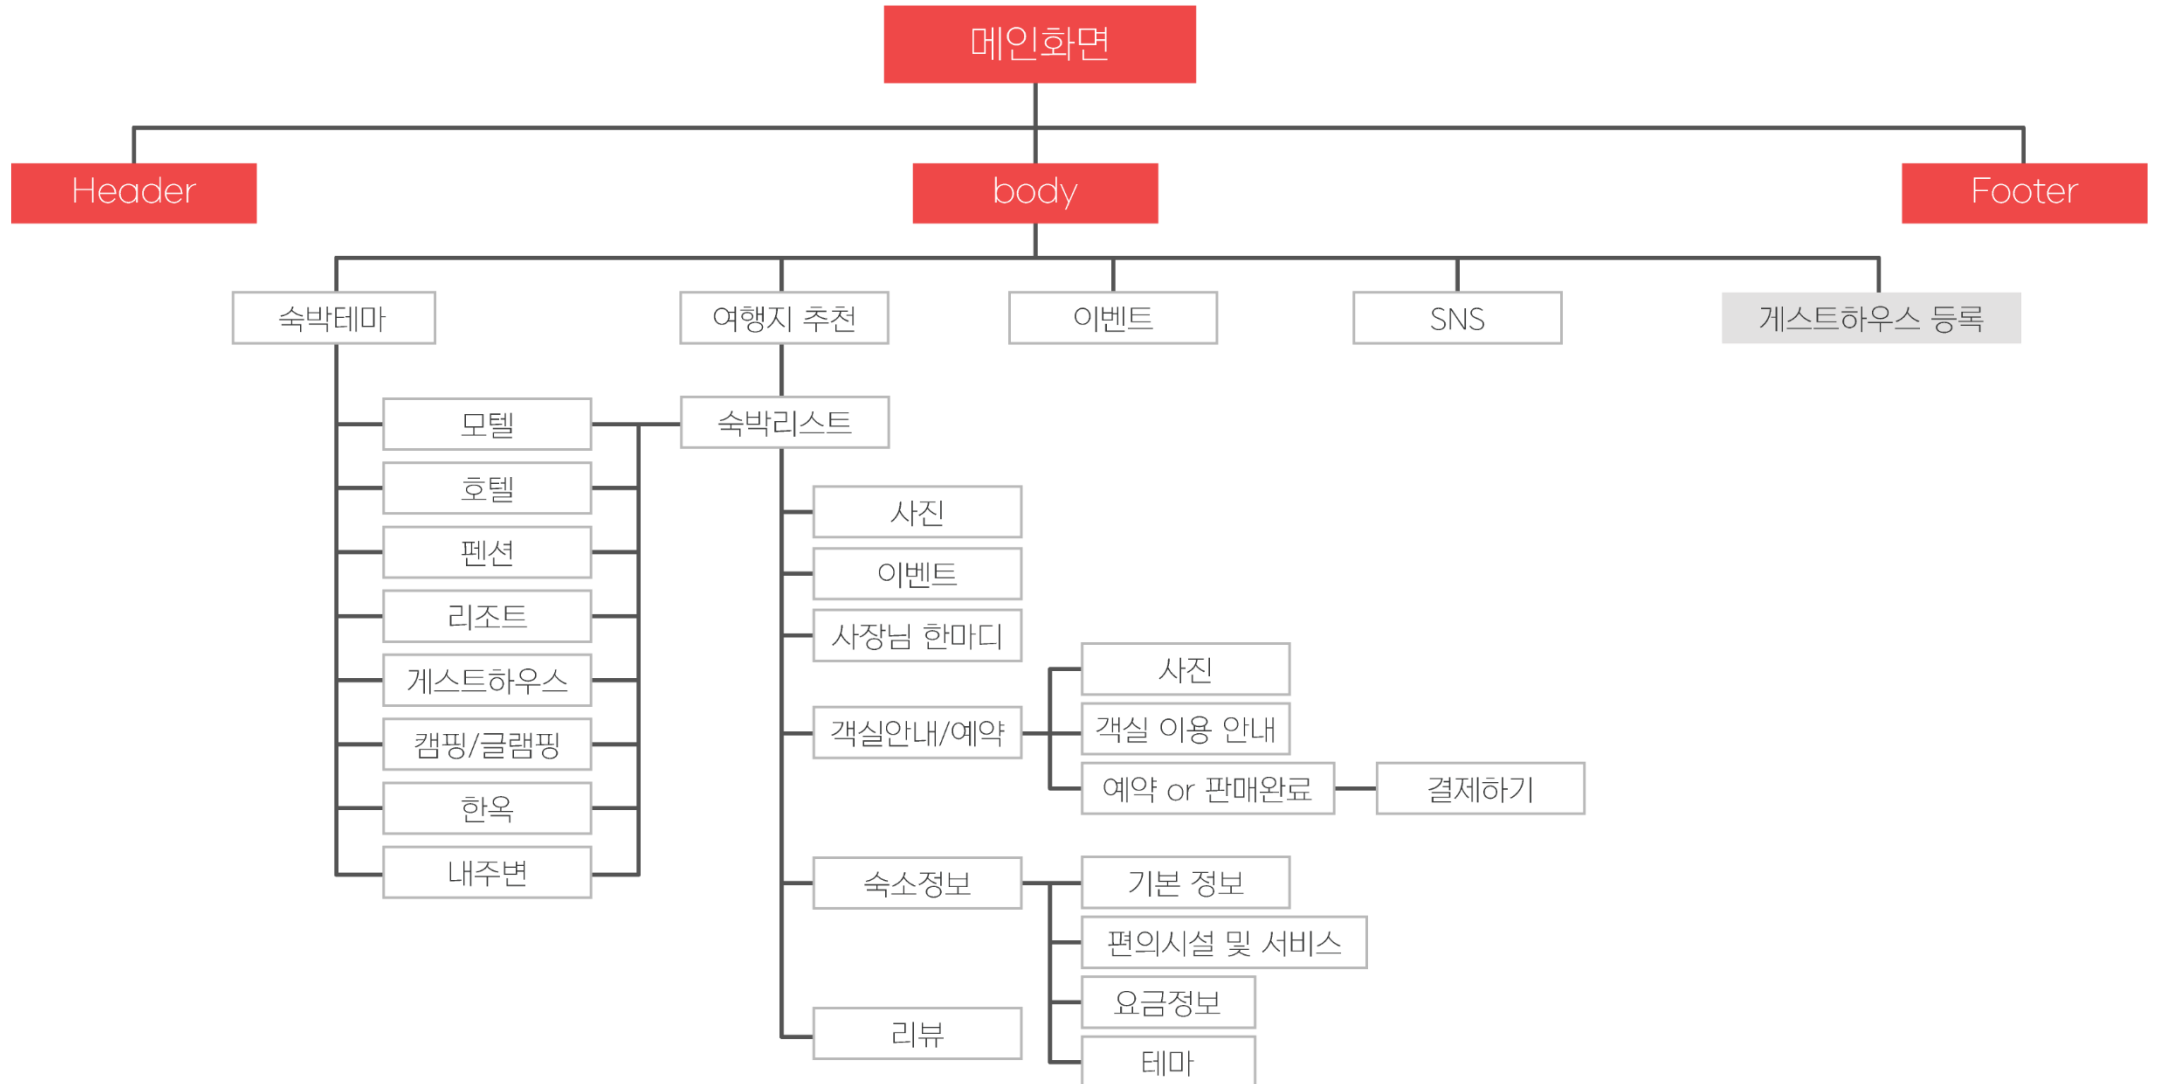 메인화면
Header
body
Footer
숙박테마
여행지 추천
이벤트
SNS
게스트하우스 등록
모텔
호텔
펜션
리조트
게스트하우스
캠핑/글램핑
한옥
내주변
숙박리스트
사진
이벤트
사장님 한마디
객실안내/예약
사진
객실 이용 안내
예약 or 판매완료
결제하기
숙소정보
기본 정보
편의시설 및 서비스
요금정보
테마
리뷰